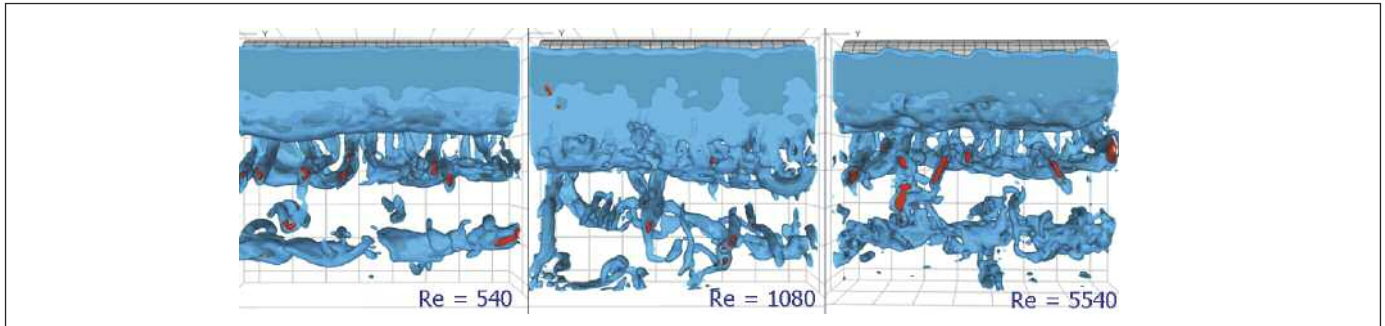 Y
Y
Y
Re = 540
Re = 1080
Re = 5540